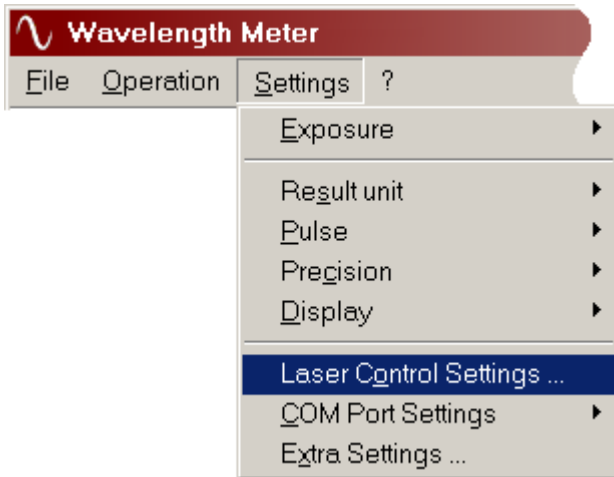 Wavelength Meter
File Operation Settings ?
Exposure
Result unit
Pulse
Precision
Display
Laser Control Settings ...
COM Port Settings
Extra Settings ...